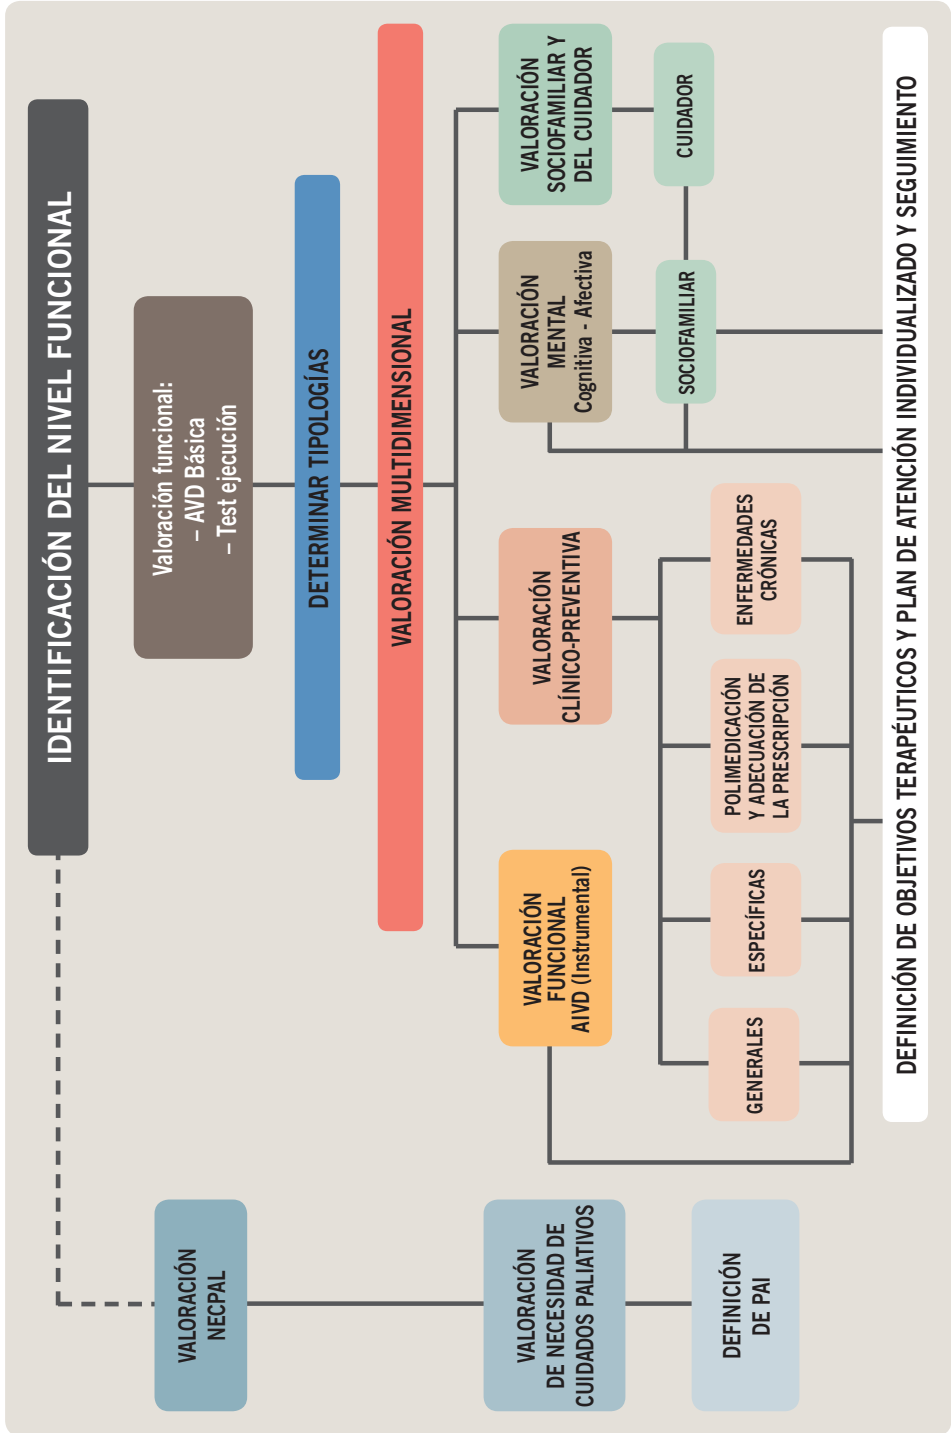 IDENTIFICACIÓN DEL NIVEL FUNCIONAL
Valoración funcional:
– AVD Básica
– Test ejecución
DETERMINAR TIPOLOGÍAS
VALORACIÓN MULTIDIMENSIONAL
VALORACIÓN
NECPAL
VALORACIÓN
DE NECESIDAD DE
CUIDADOS PALIATIVOS
DEFINICIÓN
DE PAI
VALORACIÓN
FUNCIONAL
AIVD (Instrumental)
VALORACIÓN
CLÍNICO-PREVENTIVA
VALORACIÓN
MENTAL
Cognitiva - Afectiva
VALORACIÓN
SOCIOFAMILIAR Y
DEL CUIDADOR
GENERALES
ESPECÍFICAS
POLIMEDICACIÓN
Y ADECUACIÓN DE
LA PRESCRIPCIÓN
ENFERMEDADES
CRÓNICAS
SOCIOFAMILIAR
CUIDADOR
DEFINICIÓN DE OBJETIVOS TERAPÉUTICOS Y PLAN DE ATENCIÓN INDIVIDUALIZADO Y SEGUIMIENTO